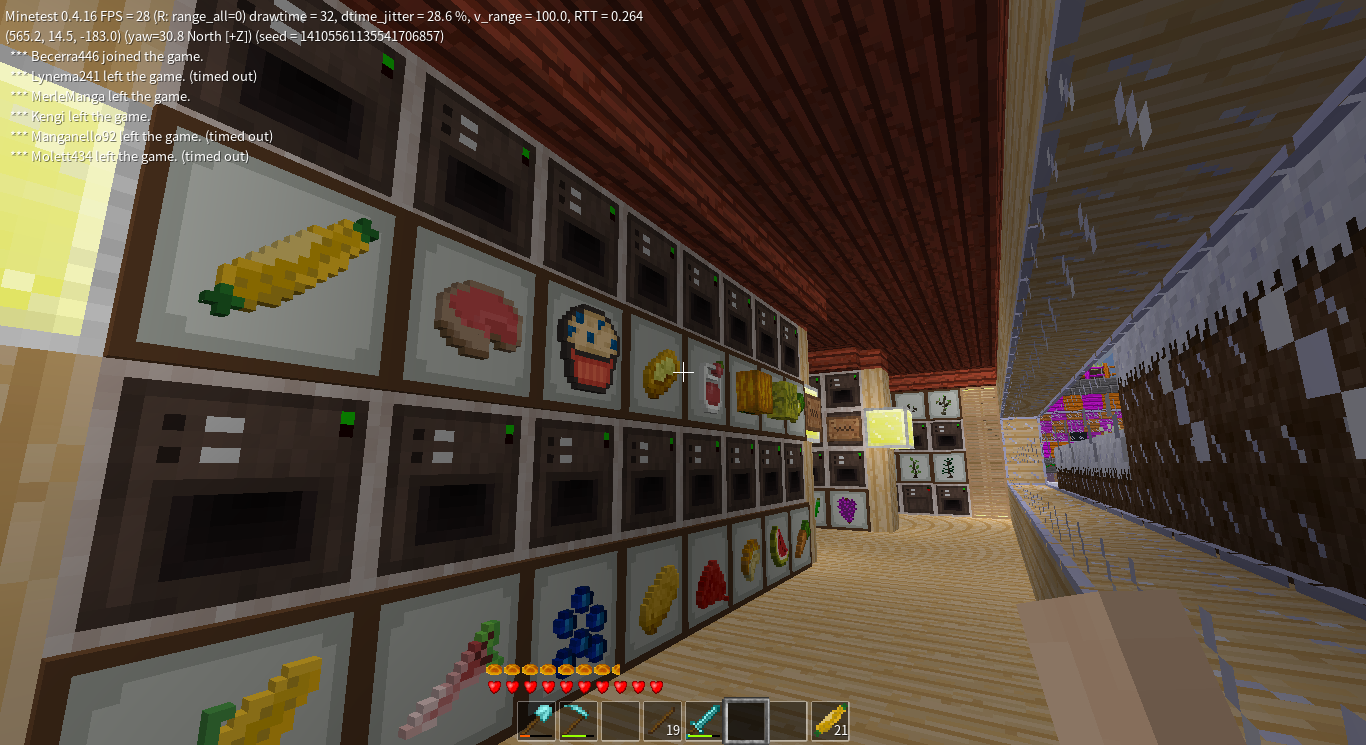 Minetest 0.4.16 FPS = 28 (R: range_all=0) drawtime = 32, dtime_jitter = 28.6 %, v_range = 100.0, RTT = 0.264
(565.2, 14.5, -183.0) (yaw=30.8 North [+Z]) (seed = 14105561135541706857)
*** Becerra446 joined the game.
*** Lynema241 left the game. (timed out)
*** MerleManga left the game.
*** Kengi left the game.
*** Manganello92 left the game. (timed out)
*** Molett434 left the game. (timed out)
19
21